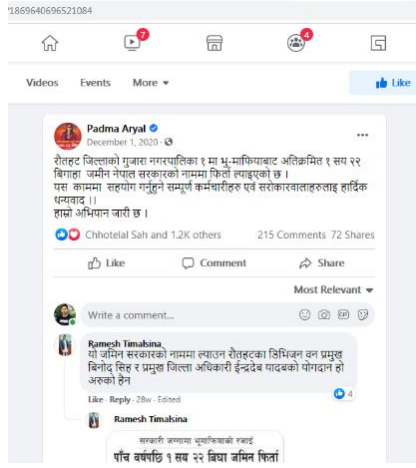 /1869640696521084
7
4
Videos Events More
Like
Padma Aryal
December 1, 2020
रौतहट जिल्लाको गुजारा नगरपालिका १ मा भू-माफियाबाट अतिक्रमित १ सय २२
बिगाहा जमीन नेपाल सरकारको नाममा फिर्ता ल्याइएको छ ।
यस काममा सहयोग गर्नुहुने सम्पूर्ण कर्मचारीहरु एवं सरोकारवालाहरुलाइ हार्दिक
धन्यवाद ।।
हाम्रो अभियान जारी छ ।
Chhotelal Sah and 1.2K others 215 Comments 72 Shares
Like Comment Share
Most Relevant
Write a comment...
GIF
Ramesh Timalsina
यो जमिन सरकारको नाममा ल्याउन रौतहटका डिभिजन वन प्रमुख
बिनोद सिंह र प्रमुख जिल्ला अधिकारी ईन्द्रदेब यादबको योगदान हो
अरुको हैन
Like · Reply · 28w · Edited
4
Ramesh Timalsina
सरकारी जग्गामा भूमाफियाको रजाइँ
पाँच वर्षपछि १ सय २२ बिघा जमिन फिर्ता